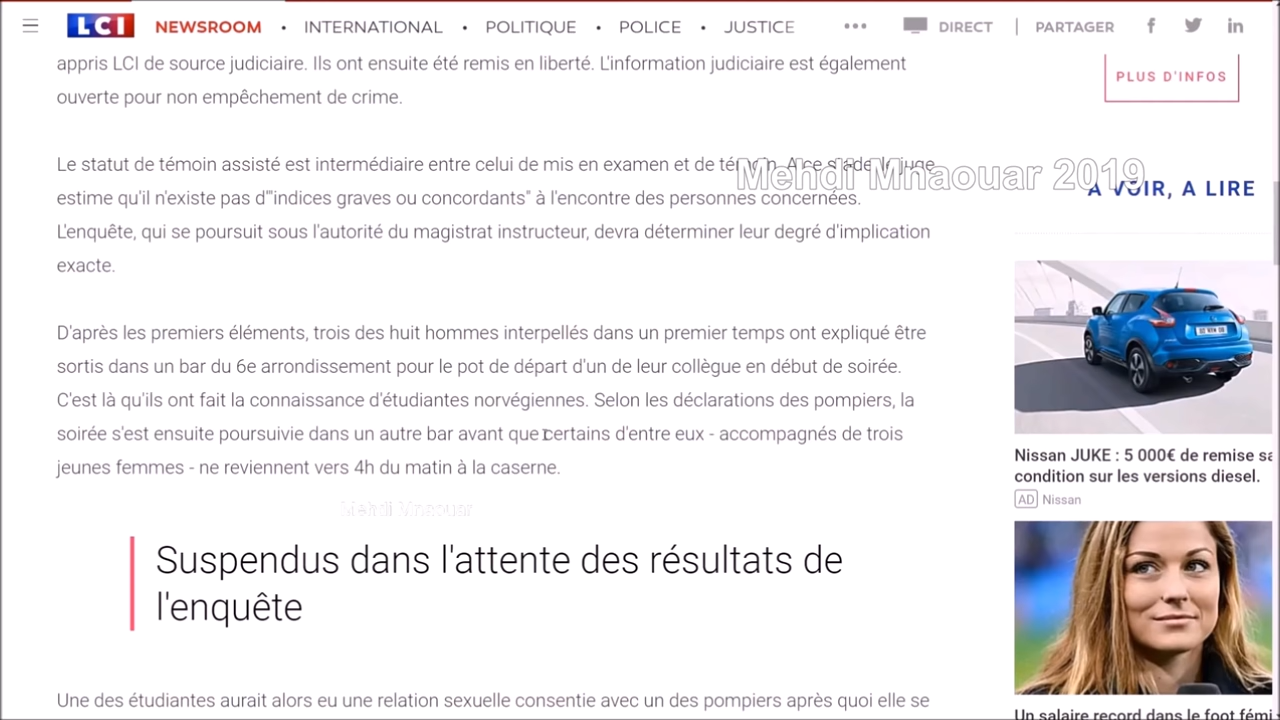 LCI NEWSROOM • INTERNATIONAL • POLITIQUE • POLICE • JUSTICE ••• DIRECT | PARTAGER f in
appris LCI de source judiciaire. Ils ont ensuite été remis en liberté. L'information judiciaire est également
ouverte pour non empêchement de crime.
Le statut de témoin assisté est intermédiaire entre celui de mis en examen et de témoin. A ce stade, le juge
estime qu'il n'existe pas d'"indices graves ou concordants" à l'encontre des personnes concernées.
L'enquête, qui se poursuit sous l'autorité du magistrat instructeur, devra déterminer leur degré d'implication
exacte.
D'après les premiers éléments, trois des huit hommes interpellés dans un premier temps ont expliqué être
sortis dans un bar du 6e arrondissement pour le pot de départ d'un de leur collègue en début de soirée.
C'est là qu'ils ont fait la connaissance d'étudiantes norvégiennes. Selon les déclarations des pompiers, la
soirée s'est ensuite poursuivie dans un autre bar avant que certains d'entre eux - accompagnés de trois
jeunes femmes - ne reviennent vers 4h du matin à la caserne.
Mehdi Mnaouar
Suspendus dans l'attente des résultats de
l'enquête
Une des étudiantes aurait alors eu une relation sexuelle consentie avec un des pompiers après quoi elle se
PLUS D'INFOS
Mehdi Mnaouar 2019
A VOIR, A LIRE
Nissan JUKE : 5 000€ de remise sa
condition sur les versions diesel.
AD Nissan
Un salaire record dans le foot fémi